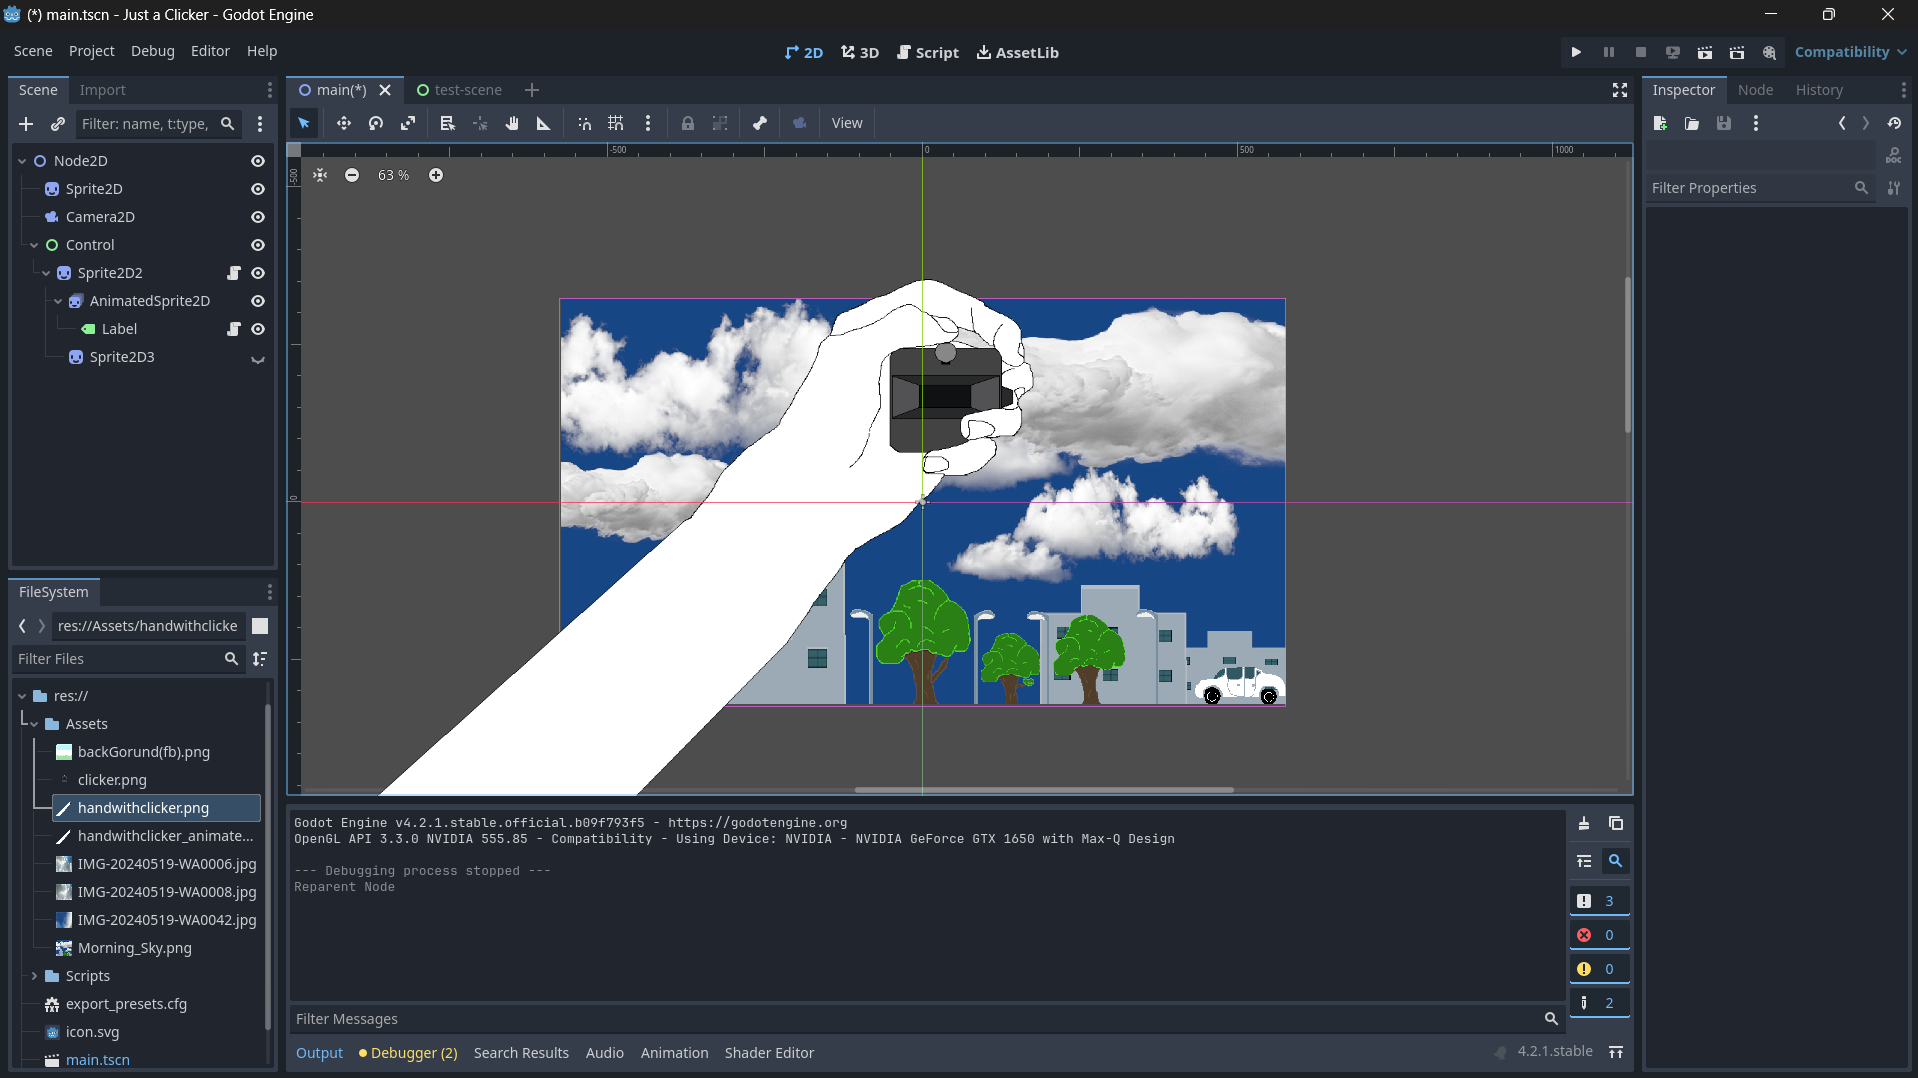 (*) main.tscn - Just a Clicker - Godot Engine
Scene Project Debug Editor Help
2D 3D Script AssetLib
Compatibility
Scene Import
Filter: name, t:type,
Node2D
Sprite2D
Camera2D
Control
Sprite2D2
AnimatedSprite2D
Label
Sprite2D3
FileSystem
res://Assets/handwithclicke
Filter Files
res://
Assets
backGorund(fb).png
clicker.png
handwithclicker.png
handwithclicker_animate...
IMG-20240519-WA0006.jpg
IMG-20240519-WA0008.jpg
IMG-20240519-WA0042.jpg
Morning_Sky.png
Scripts
export_presets.cfg
icon.svg
main.tscn
main(*) test-scene
View
-500 0 500 1000
-500
63 %
0
Godot Engine v4.2.1.stable.official.b09f793f5 - https://godotengine.org
OpenGL API 3.3.0 NVIDIA 555.85 - Compatibility - Using Device: NVIDIA - NVIDIA GeForce GTX 1650 with Max-Q Design
--- Debugging process stopped ---
Reparent Node
3
0
0
2
Filter Messages
Output Debugger (2) Search Results Audio Animation Shader Editor
4.2.1.stable
Inspector Node History
DOC
Filter Properties